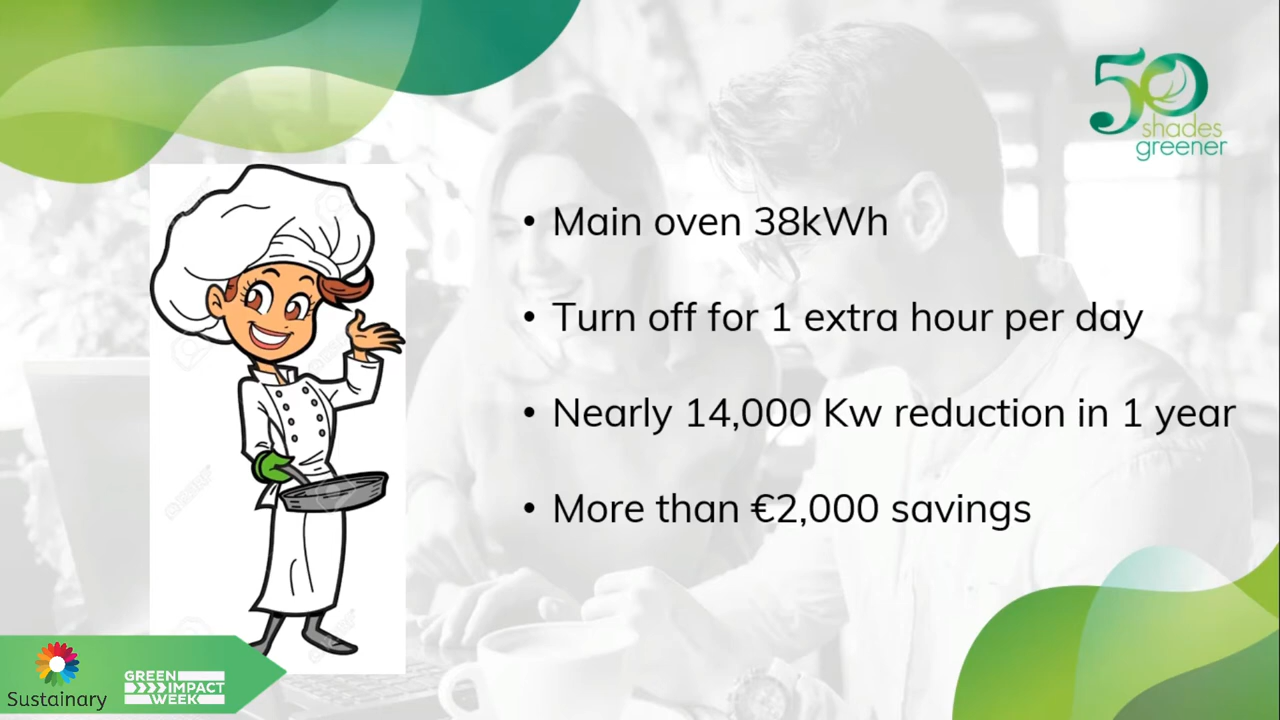 50
shades
greener
• Main oven 38kWh
• Turn off for 1 extra hour per day
• Nearly 14,000 Kw reduction in 1 year
• More than €2,000 savings
Sustainary
GREEN
IMPACT
WEEK